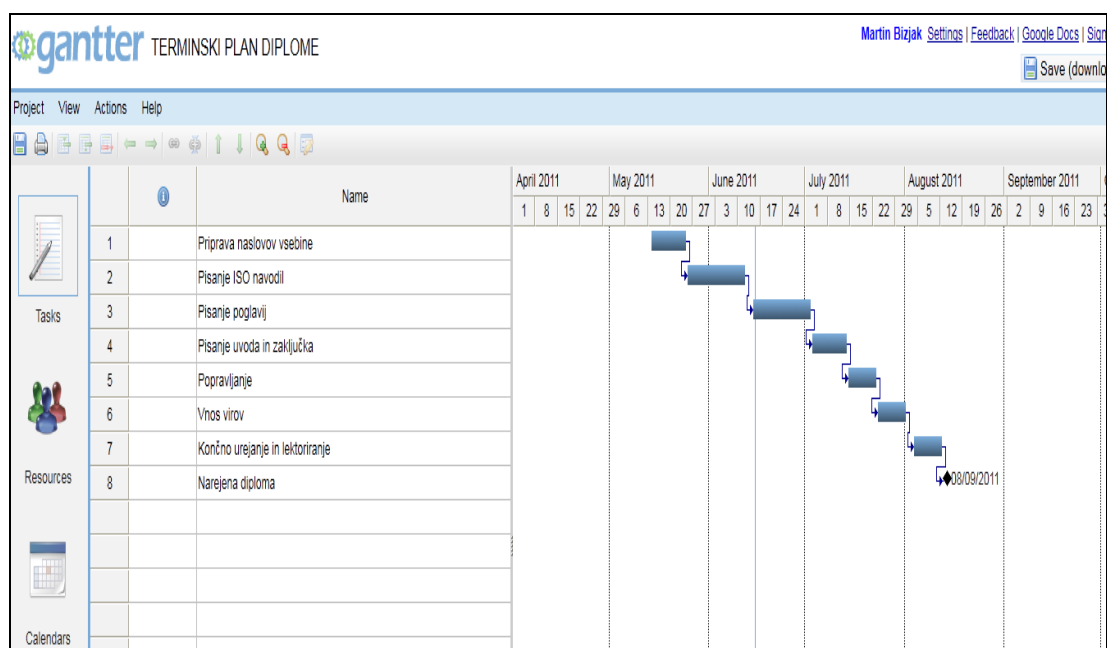 gantter TERMINSKI PLAN DIPLOME
Martin Bizjak Settings | Feedback | Google Docs | Sign
Save (downlo
Project View Actions Help
Name
April 2011 May 2011 June 2011 July 2011 August 2011 September 2011
1 8 15 22 29 6 13 20 27 3 10 17 24 1 8 15 22 29 5 12 19 26 2 9 16 23 3
1 Priprava naslovov vsebine
2 Pisanje ISO navodil
3 Pisanje poglavij
4 Pisanje uvoda in zaključka
5 Popravljanje
6 Vnos virov
7 Končno urejanje in lektoriranje
8 Narejena diploma
08/09/2011
Tasks
Resources
Calendars